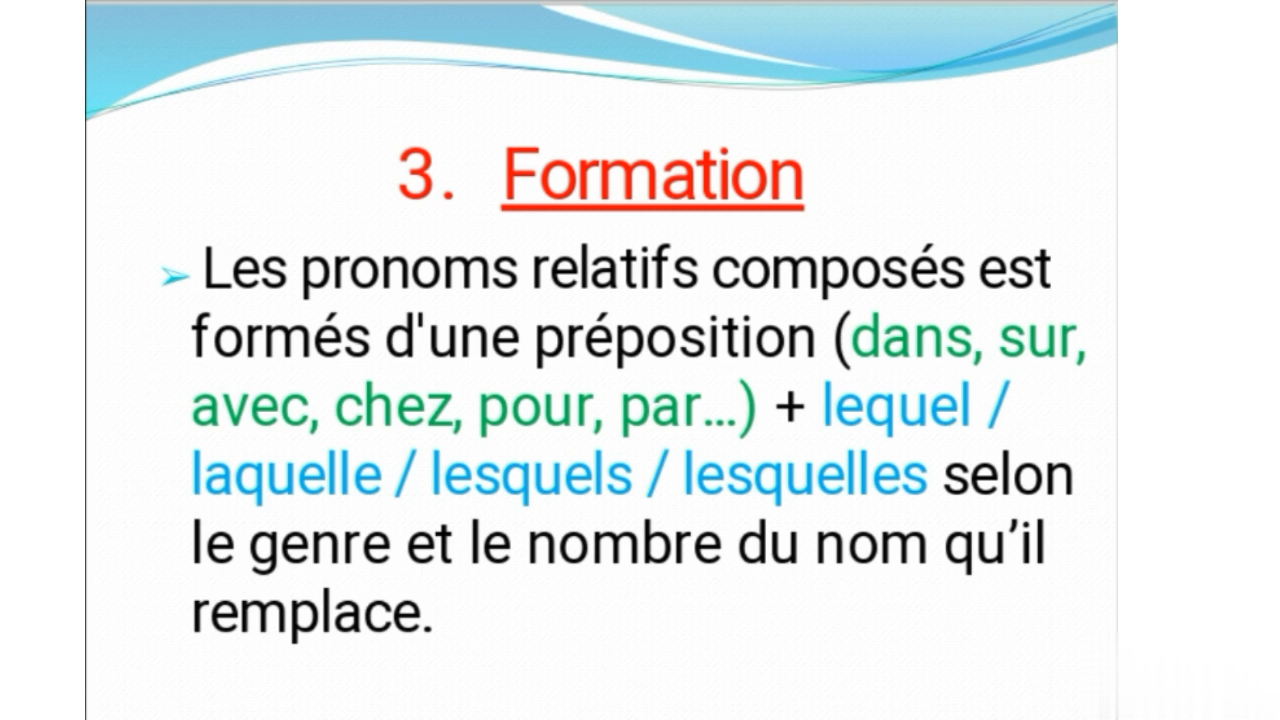 3. Formation
➢ Les pronoms relatifs composés est
formés d'une préposition (dans, sur,
avec, chez, pour, par...) + lequel /
laquelle / lesquels / lesquelles selon
le genre et le nombre du nom qu’il
remplace.